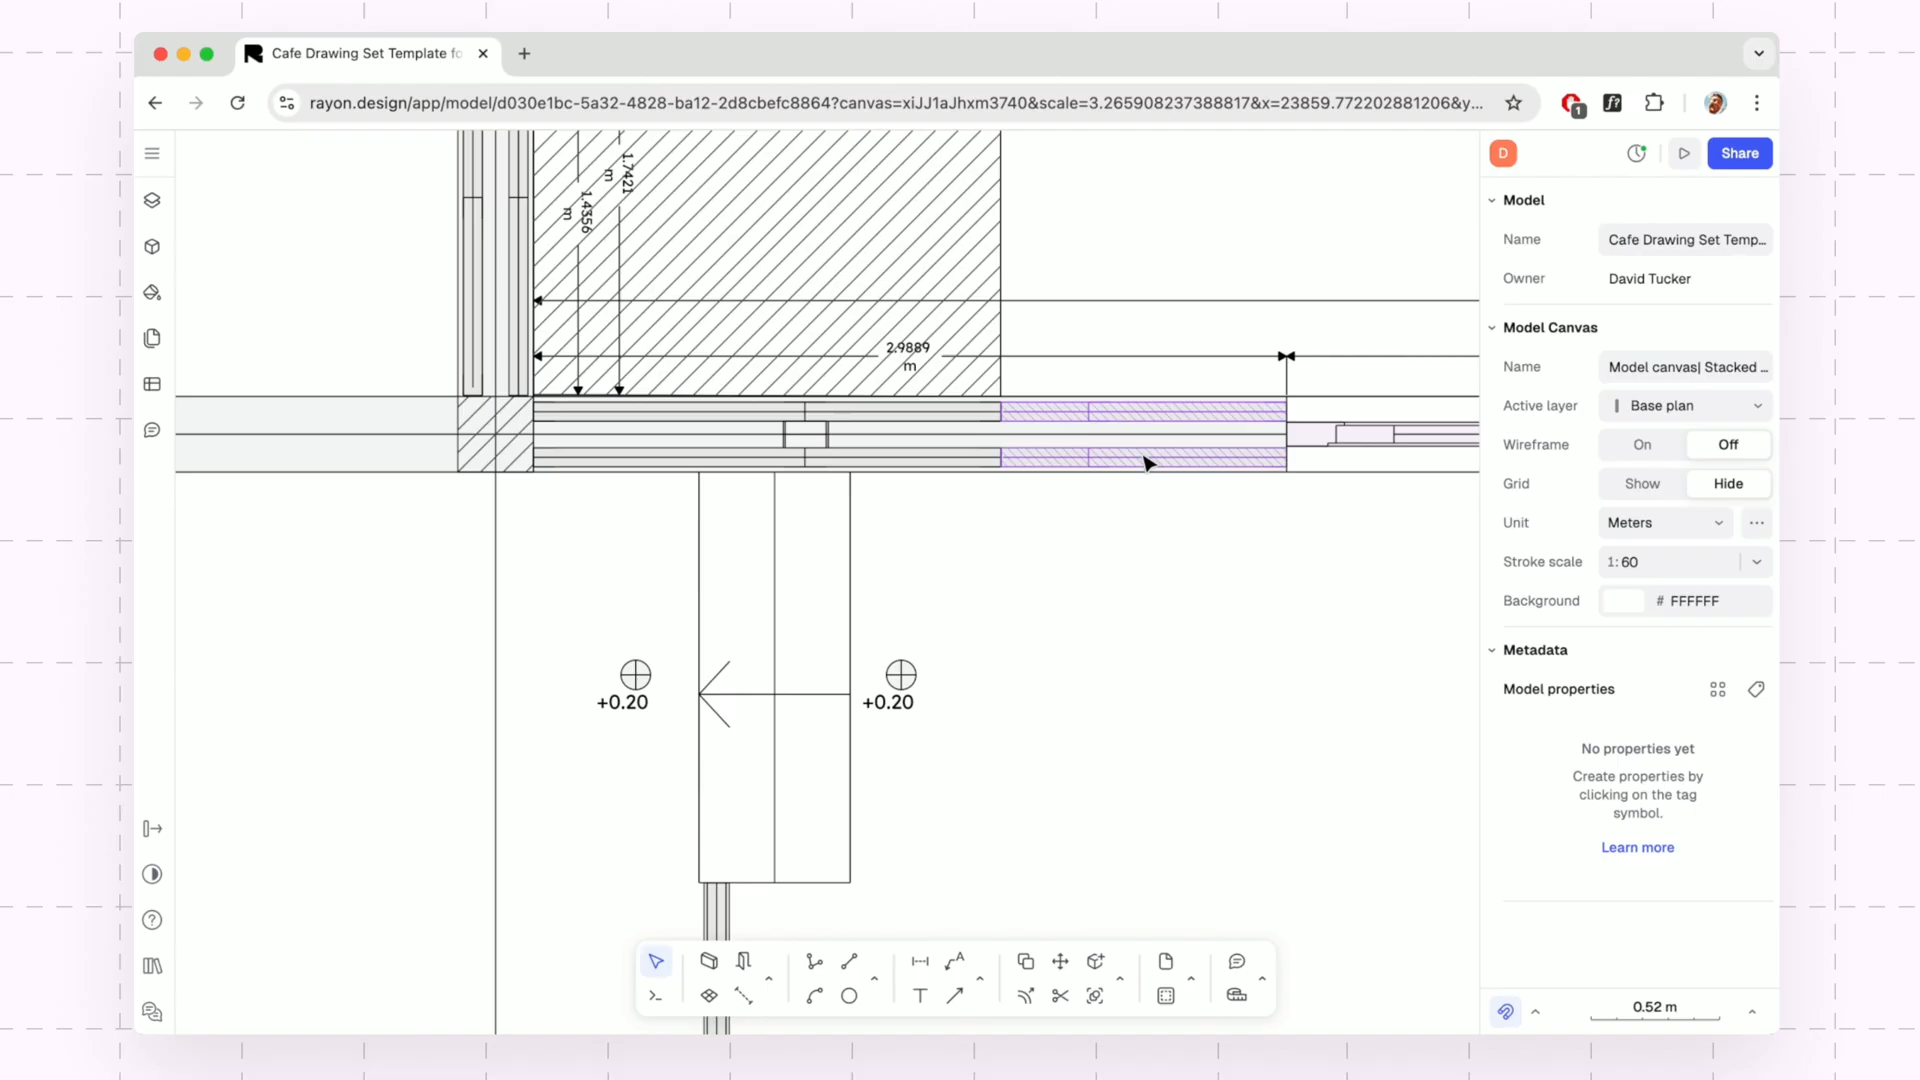 Cafe Drawing Set Template fo
rayon.design/app/model/d030e1bc-5a32-4828-ba12-2d8cbefc8864?canvas=xiJJ1aJhxm3740&scale=3.265908237388817&x=23859.772202881206&y...
1
f?
D
Share
Model
Name
Cafe Drawing Set Temp...
Owner
David Tucker
Model Canvas
Name
Model canvas| Stacked ...
Active layer
Base plan
Wireframe
On
Off
Grid
Show
Hide
Unit
Meters
Stroke scale
1: 60
Background
# FFFFFF
Metadata
Model properties
No properties yet
Create properties by
clicking on the tag
symbol.
Learn more
0.52 m
1.7421
m
1.4356
m
2.9889
m
+0.20
+0.20